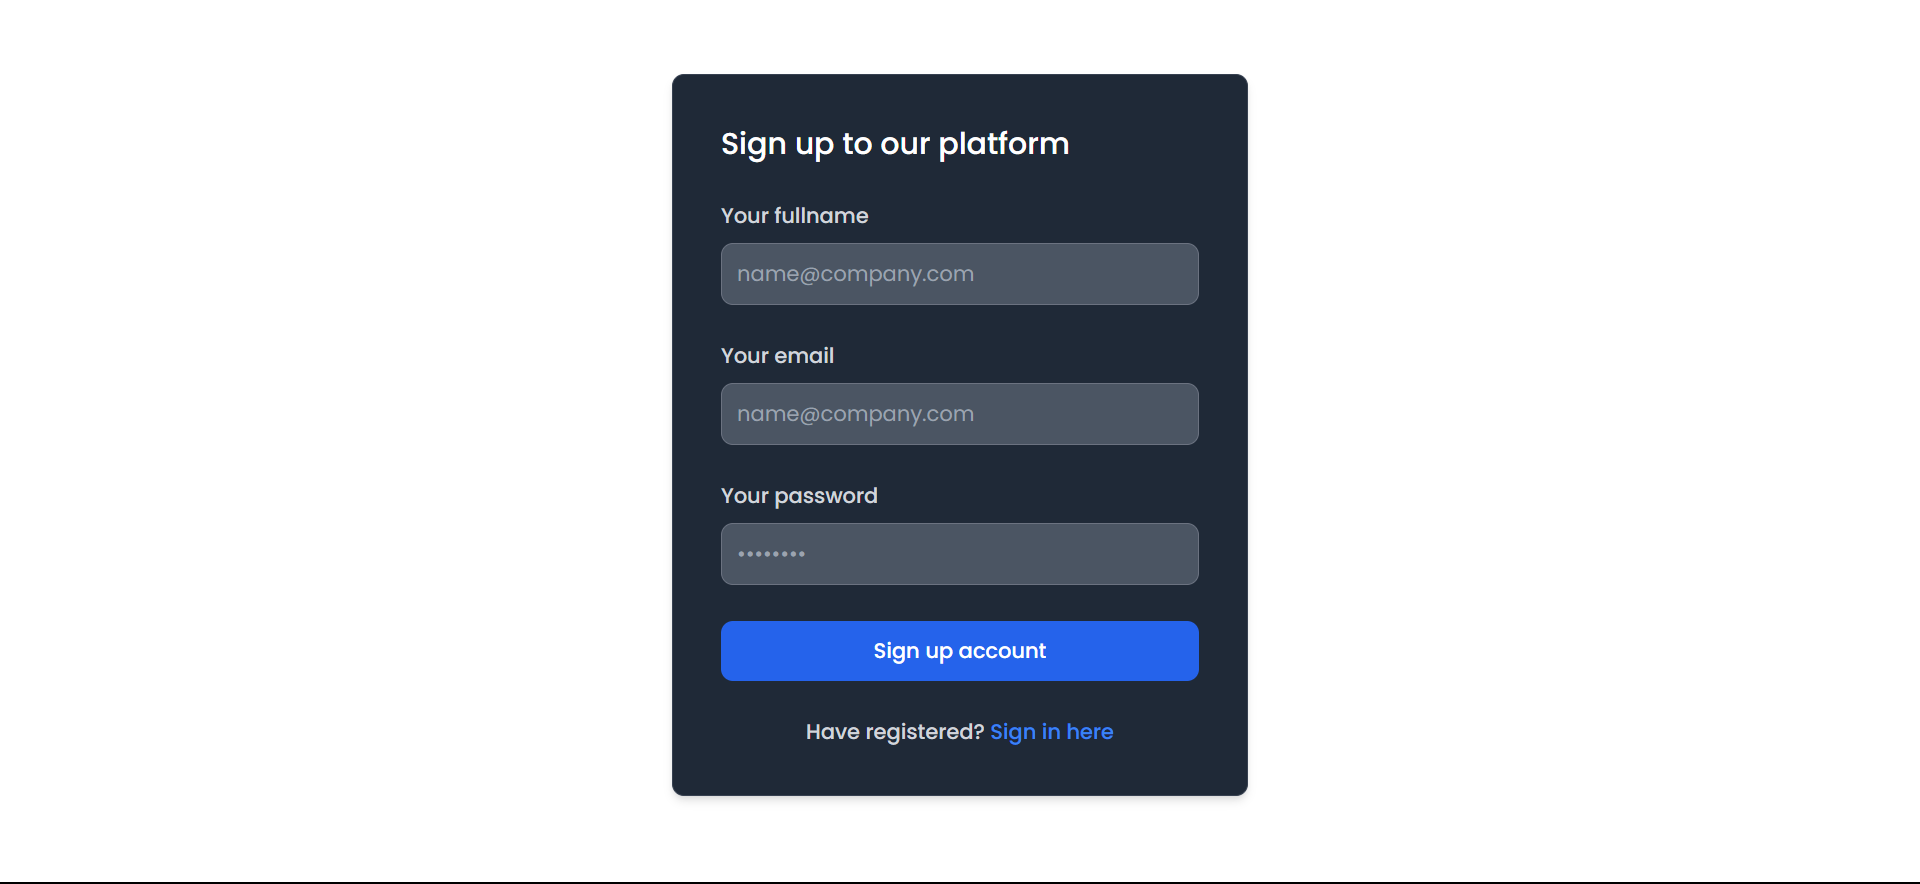 Sign up to our platform
Your fullname
name@company.com
Your email
name@company.com
Your password
••••••••
Sign up account
Have registered? Sign in here